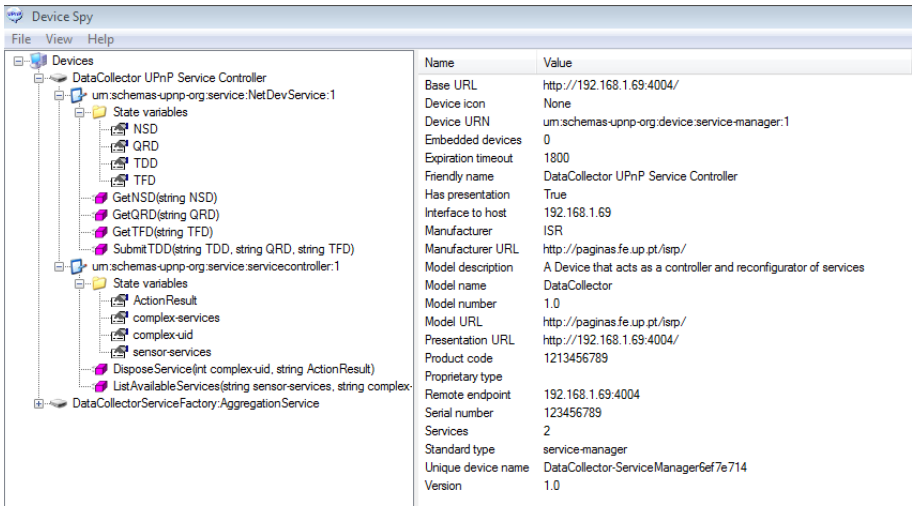 Device Spy
File View Help
Devices
DataCollector UPnP Service Controller
urn:schemas-upnp-org:service:NetDevService:1
State variables
NSD
QRD
TDD
TFD
GetNSD(string NSD)
GetQRD(string QRD)
GetTFD(string TFD)
SubmitTDD(string TDD, string QRD, string TFD)
urn:schemas-upnp-org:service:servicecontroller:1
State variables
ActionResult
complex-services
complex-uid
sensor-services
DisposeService(int complex-uid, string ActionResult)
ListAvailableServices(string sensor-services, string complex-
DataCollectorServiceFactory:AggregationService
Name Value
Base URL http://192.168.1.69:4004/
Device icon None
Device URN urn:schemas-upnp-org:device:service-manager:1
Embedded devices 0
Expiration timeout 1800
Friendly name DataCollector UPnP Service Controller
Has presentation True
Interface to host 192.168.1.69
Manufacturer ISR
Manufacturer URL http://paginas.fe.up.pt/isrp/
Model description A Device that acts as a controller and reconfigurator of services
Model name DataCollector
Model number 1.0
Model URL http://paginas.fe.up.pt/isrp/
Presentation URL http://192.168.1.69:4004/
Product code 1213456789
Proprietary type
Remote endpoint 192.168.1.69:4004
Serial number 123456789
Services 2
Standard type service-manager
Unique device name DataCollector-ServiceManager6ef7e714
Version 1.0